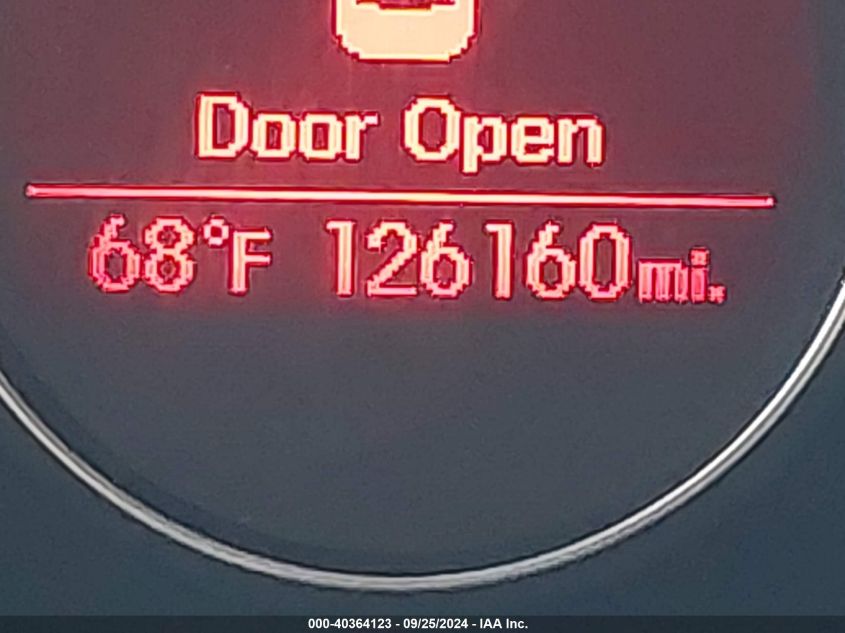 Door Open
68°F 126160mi.
000-40364123 - 09/25/2024 - IAA Inc.